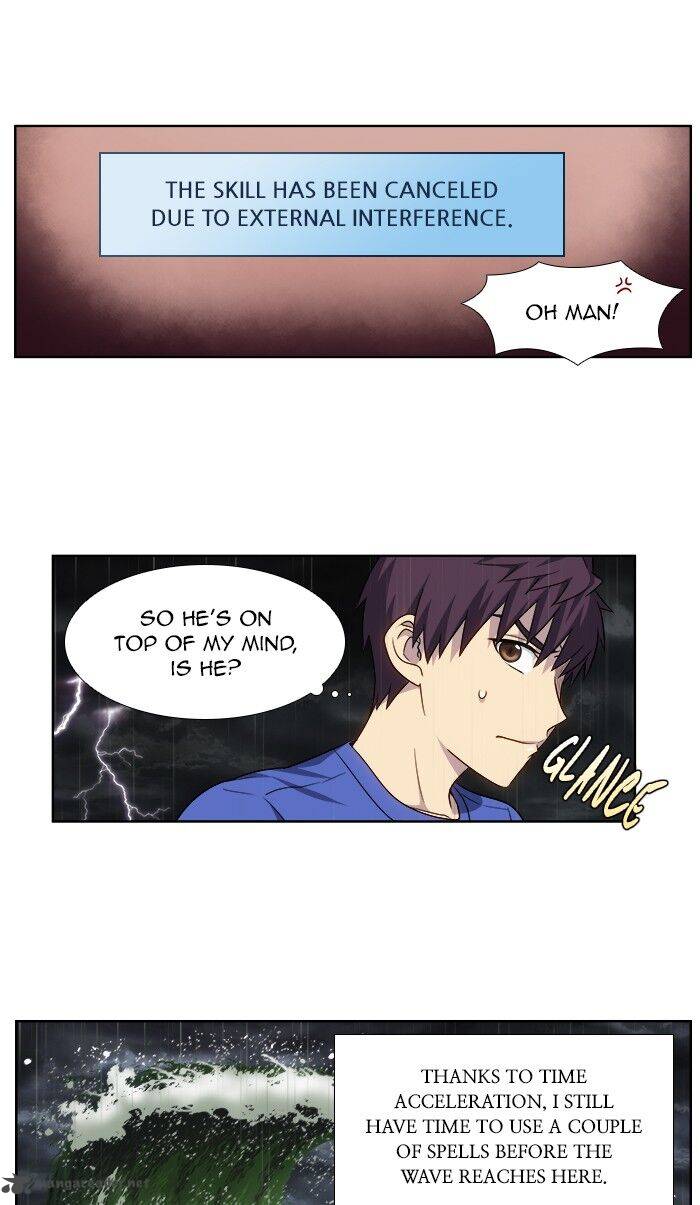 THE SKILL HAS BEEN CANCELED
DUE TO EXTERNAL INTERFERENCE.
OH MAN!
SO HE'S ON
TOP OF MY MIND,
IS HE?
GLANCE
THANKS TO TIME
ACCELERATION, I STILL
HAVE TIME TO USE A COUPLE
OF SPELLS BEFORE THE
WAVE REACHES HERE.